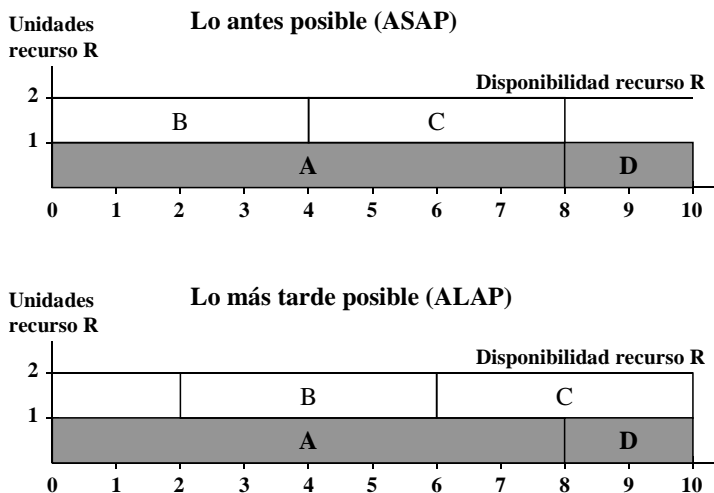 Unidades
recurso R
Lo antes posible (ASAP)
Disponibilidad recurso R
2
B
C
1
A
D
0 1 2 3 4 5 6 7 8 9 10
Unidades
recurso R
Lo más tarde posible (ALAP)
Disponibilidad recurso R
2
B
C
1
A
D
0 1 2 3 4 5 6 7 8 9 10